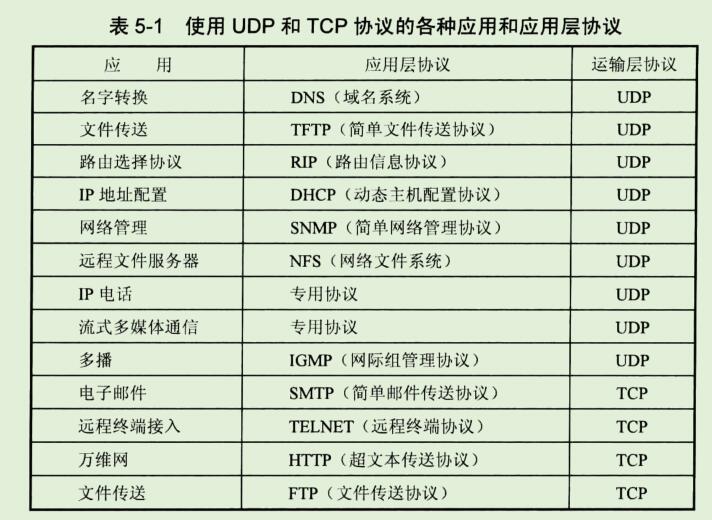 表 5-1 使用 UDP 和 TCP 协议的各种应用和应用层协议
应 用 应用层协议 运输层协议
名字转换 DNS（域名系统） UDP
文件传送 TFTP（简单文件传送协议） UDP
路由选择协议 RIP（路由信息协议） UDP
IP 地址配置 DHCP（动态主机配置协议） UDP
网络管理 SNMP（简单网络管理协议） UDP
远程文件服务器 NFS（网络文件系统） UDP
IP 电话 专用协议 UDP
流式多媒体通信 专用协议 UDP
多播 IGMP（网际组管理协议） UDP
电子邮件 SMTP（简单邮件传送协议） TCP
远程终端接入 TELNET（远程终端协议） TCP
万维网 HTTP（超文本传送协议） TCP
文件传送 FTP（文件传送协议） TCP